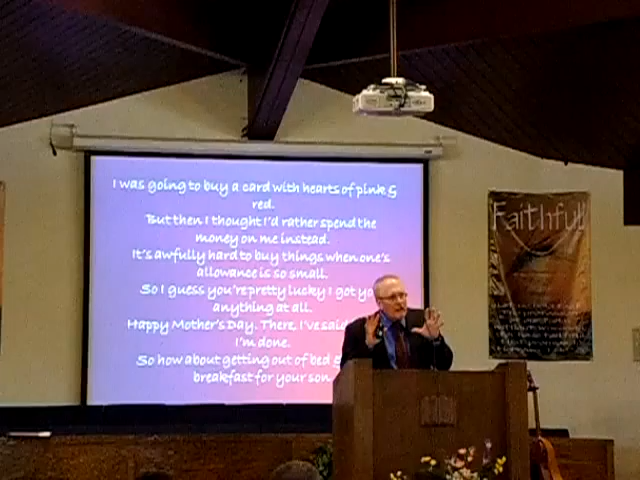 I was going to buy a card with hearts of pink &
red.
But then I thought I'd rather spend the
money on me instead.
It's awfully hard to buy things when one's
allowance is so small.
So I guess you're pretty lucky I got
anything at all.
Happy Mother's Day. There, I've said
I'm done.
So how about getting out of bed
breakfast for your son
Faithful